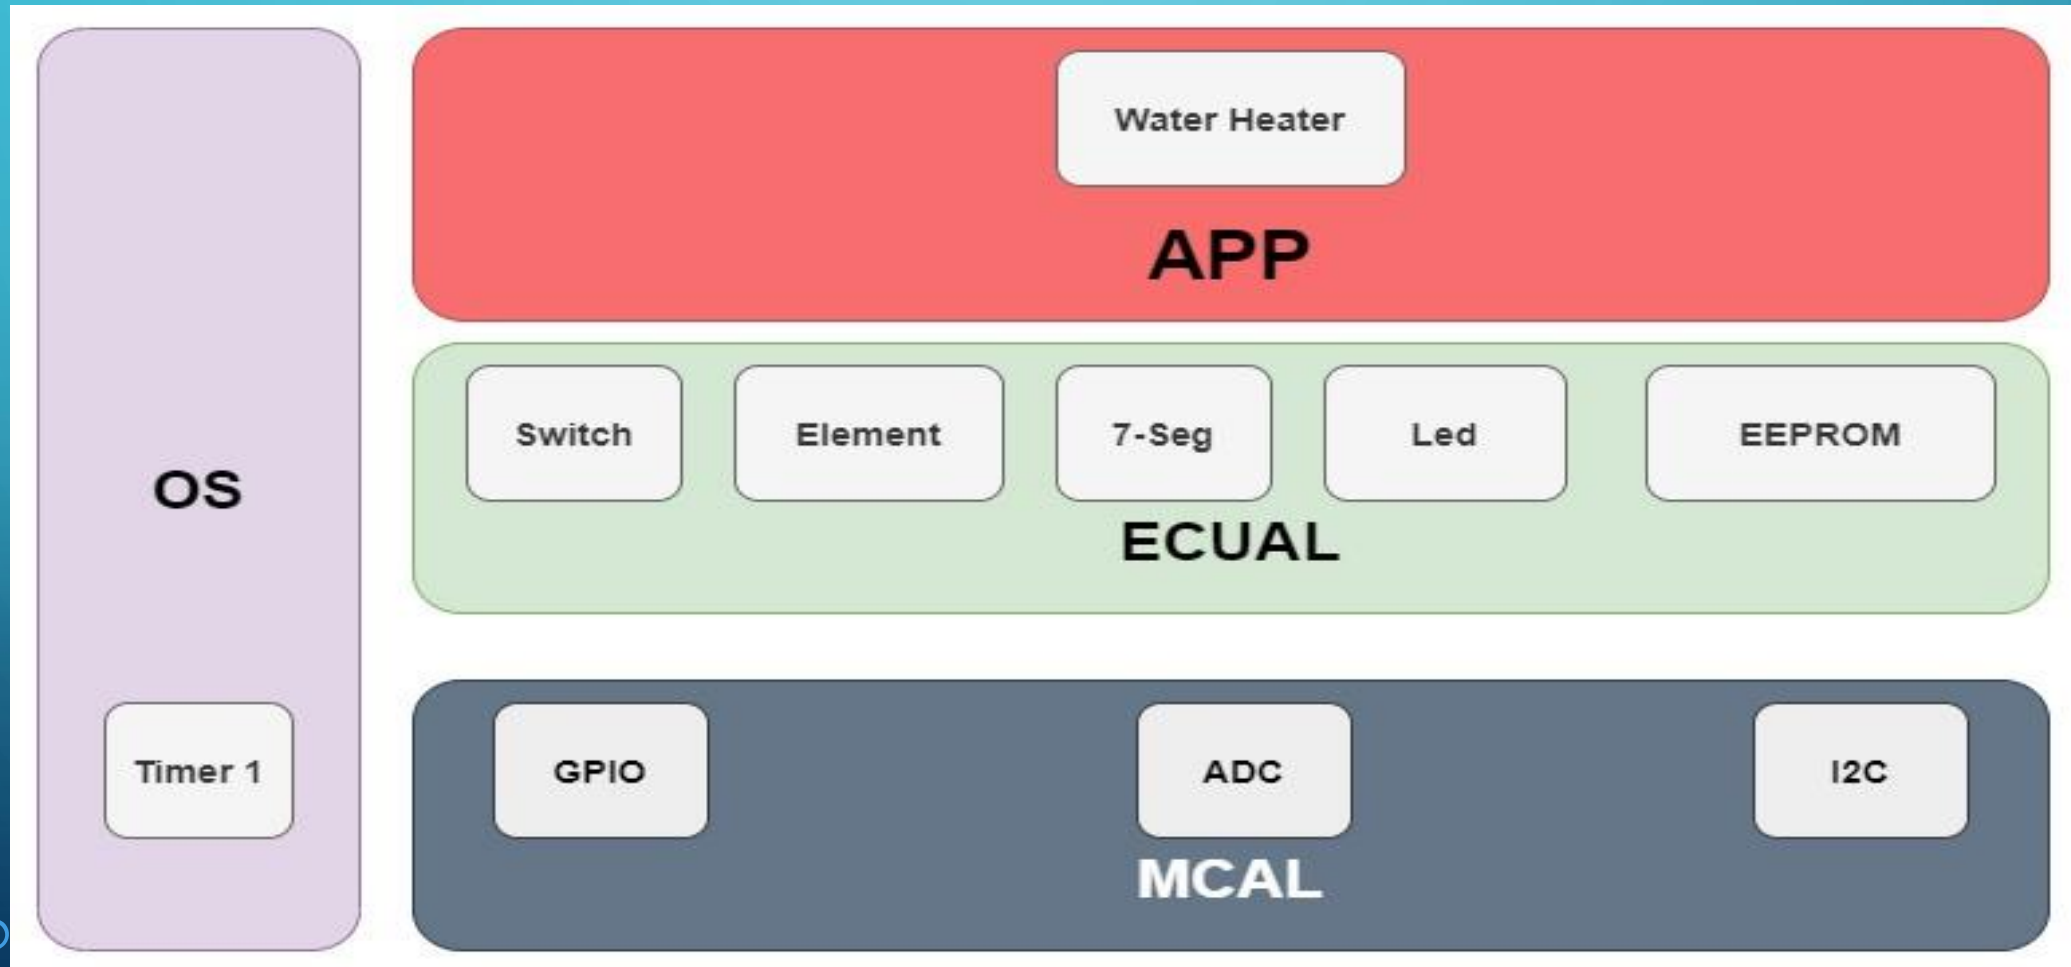 Water Heater
APP
Switch
Element
7-Seg
Led
EEPROM
ECUAL
OS
Timer 1
GPIO
ADC
I2C
MCAL